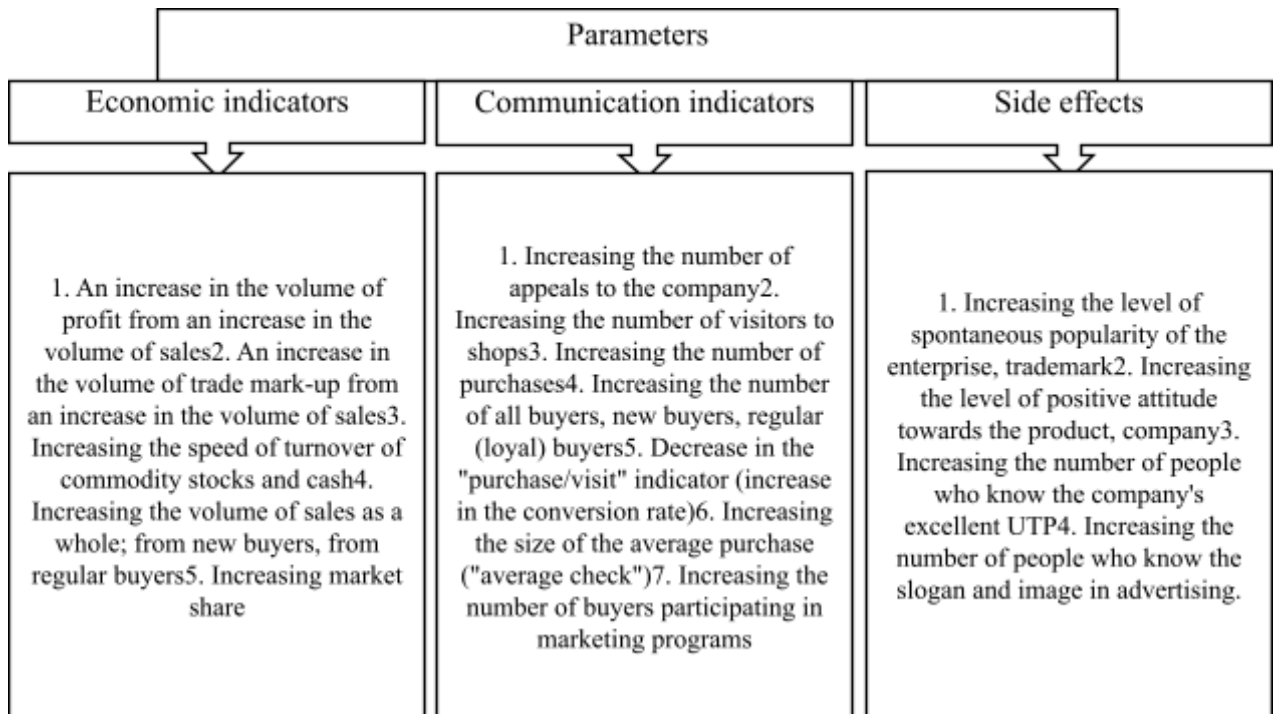 Parameters
Economic indicators
Communication indicators
Side effects
1. An increase in the volume of
profit from an increase in the
volume of sales2. An increase in
the volume of trade mark-up from
an increase in the volume of sales3.
Increasing the speed of turnover of
commodity stocks and cash4.
Increasing the volume of sales as a
whole; from new buyers, from
regular buyers5. Increasing market
share
1. Increasing the number of
appeals to the company2.
Increasing the number of visitors to
shops3. Increasing the number of
purchases4. Increasing the number
of all buyers, new buyers, regular
(loyal) buyers5. Decrease in the
"purchase/visit" indicator (increase
in the conversion rate)6. Increasing
the size of the average purchase
("average check")7. Increasing the
number of buyers participating in
marketing programs
1. Increasing the level of
spontaneous popularity of the
enterprise, trademark2. Increasing
the level of positive attitude
towards the product, company3.
Increasing the number of people
who know the company's
excellent UTP4. Increasing the
number of people who know the
slogan and image in advertising.